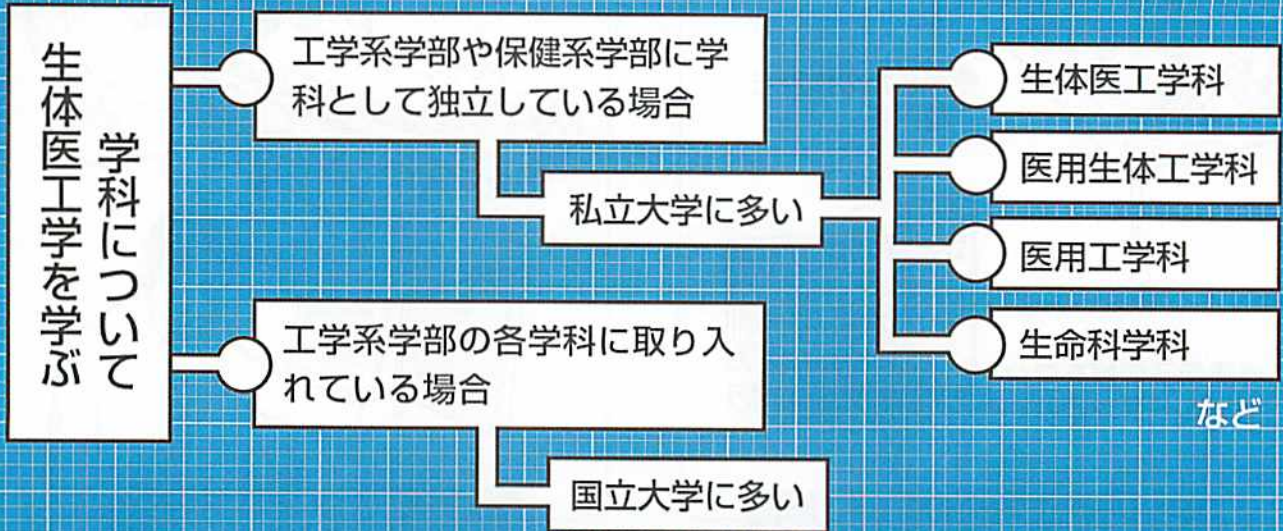 生体医工学を学ぶ
学科について
工学系学部や保健系学部に学
科として独立している場合
私立大学に多い
生体医工学科
医用生体工学科
医用工学科
生命科学科
など
工学系学部の各学科に取り入
れている場合
国立大学に多い